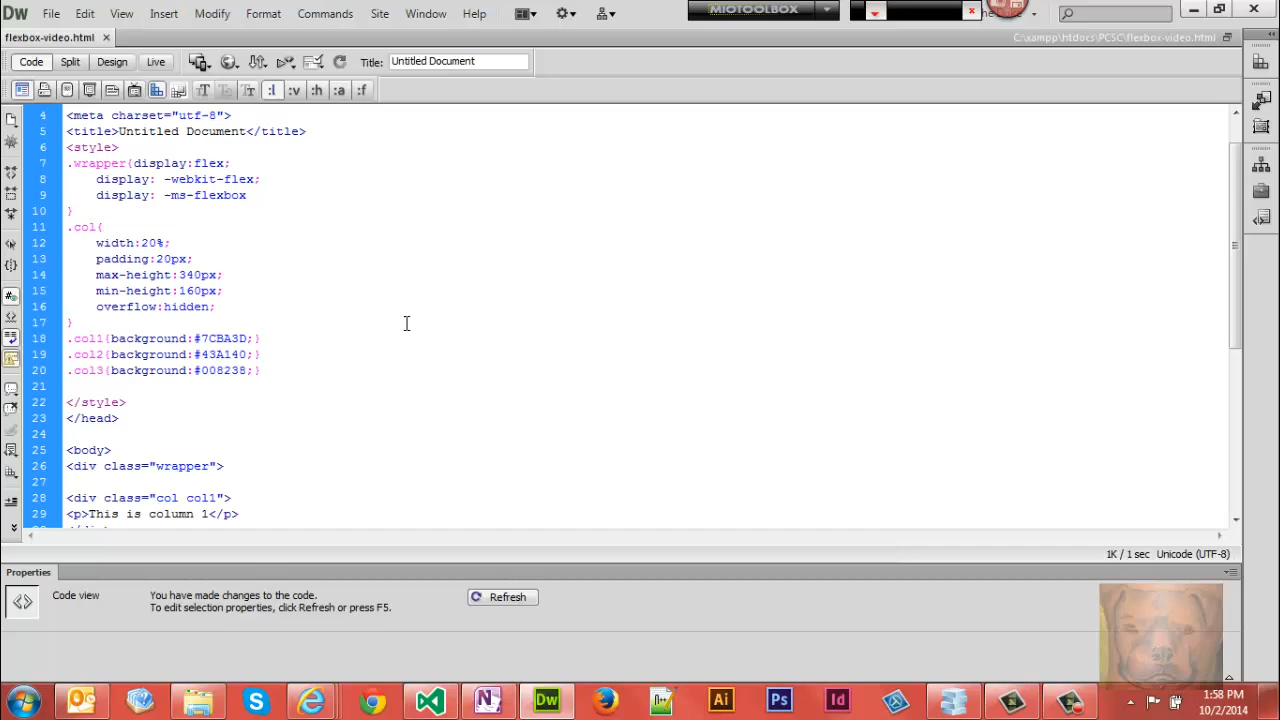 Dw File Edit View Insert Modify Format Commands Site Window Help MIOTOOLBOX
flexbox-video.html × C:\xampp\htdocs\PCSC\flexbox-video.html
Code Split Design Live Title: Untitled Document
:l :v :h :a :f
4 <meta charset="utf-8">
5 <title>Untitled Document</title>
6 <style>
7 .wrapper{display:flex;
8 display: -webkit-flex;
9 display: -ms-flexbox
10 }
11 .col{
12 width:20%;
13 padding:20px;
14 max-height:340px;
15 min-height:160px;
16 overflow:hidden;
17 }
18 .col1{background:#7CBA3D;}
19 .col2{background:#43A140;}
20 .col3{background:#008238;}
21
22 </style>
23 </head>
24
25 <body>
26 <div class="wrapper">
27
28 <div class="col col1">
29 <p>This is column 1</p>
1K / 1 sec Unicode (UTF-8)
Properties
Code view You have made changes to the code.
To edit selection properties, click Refresh or press F5.
Refresh
Dw Ai Ps Id
1:58 PM
10/2/2014